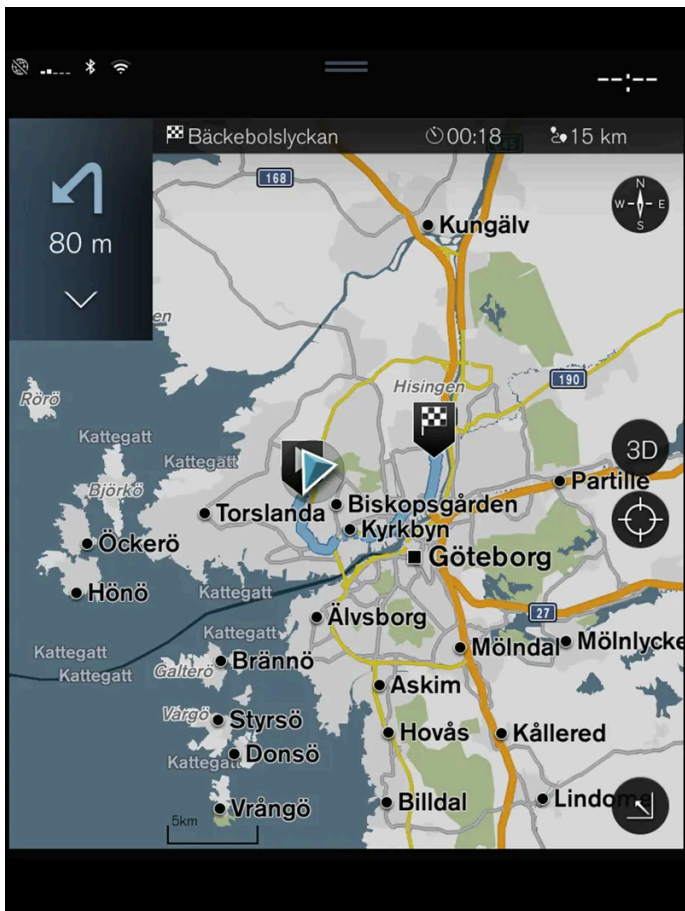 --:--
Bäckebolslyckan 00:18 15 km
80 m
168
N
W E
S
Kungälv
en
190
Hisingen
Rörö
Kattegatt
Kattegatt
3D
Björkö
Partille
Torslanda
Biskopsgården
Kyrkbyn
Öckerö
Göteborg
Hönö
Kattegatt
27
Älvsborg
Kattegatt
Mölndal
Mölnlycke
Kattegatt
Brännö
Galterö
Kattegatt
Askim
Vargö
Styrsö
Hovås
Kållered
Donsö
Kattegatt
Vrångö
Billdal
Lindome
5km